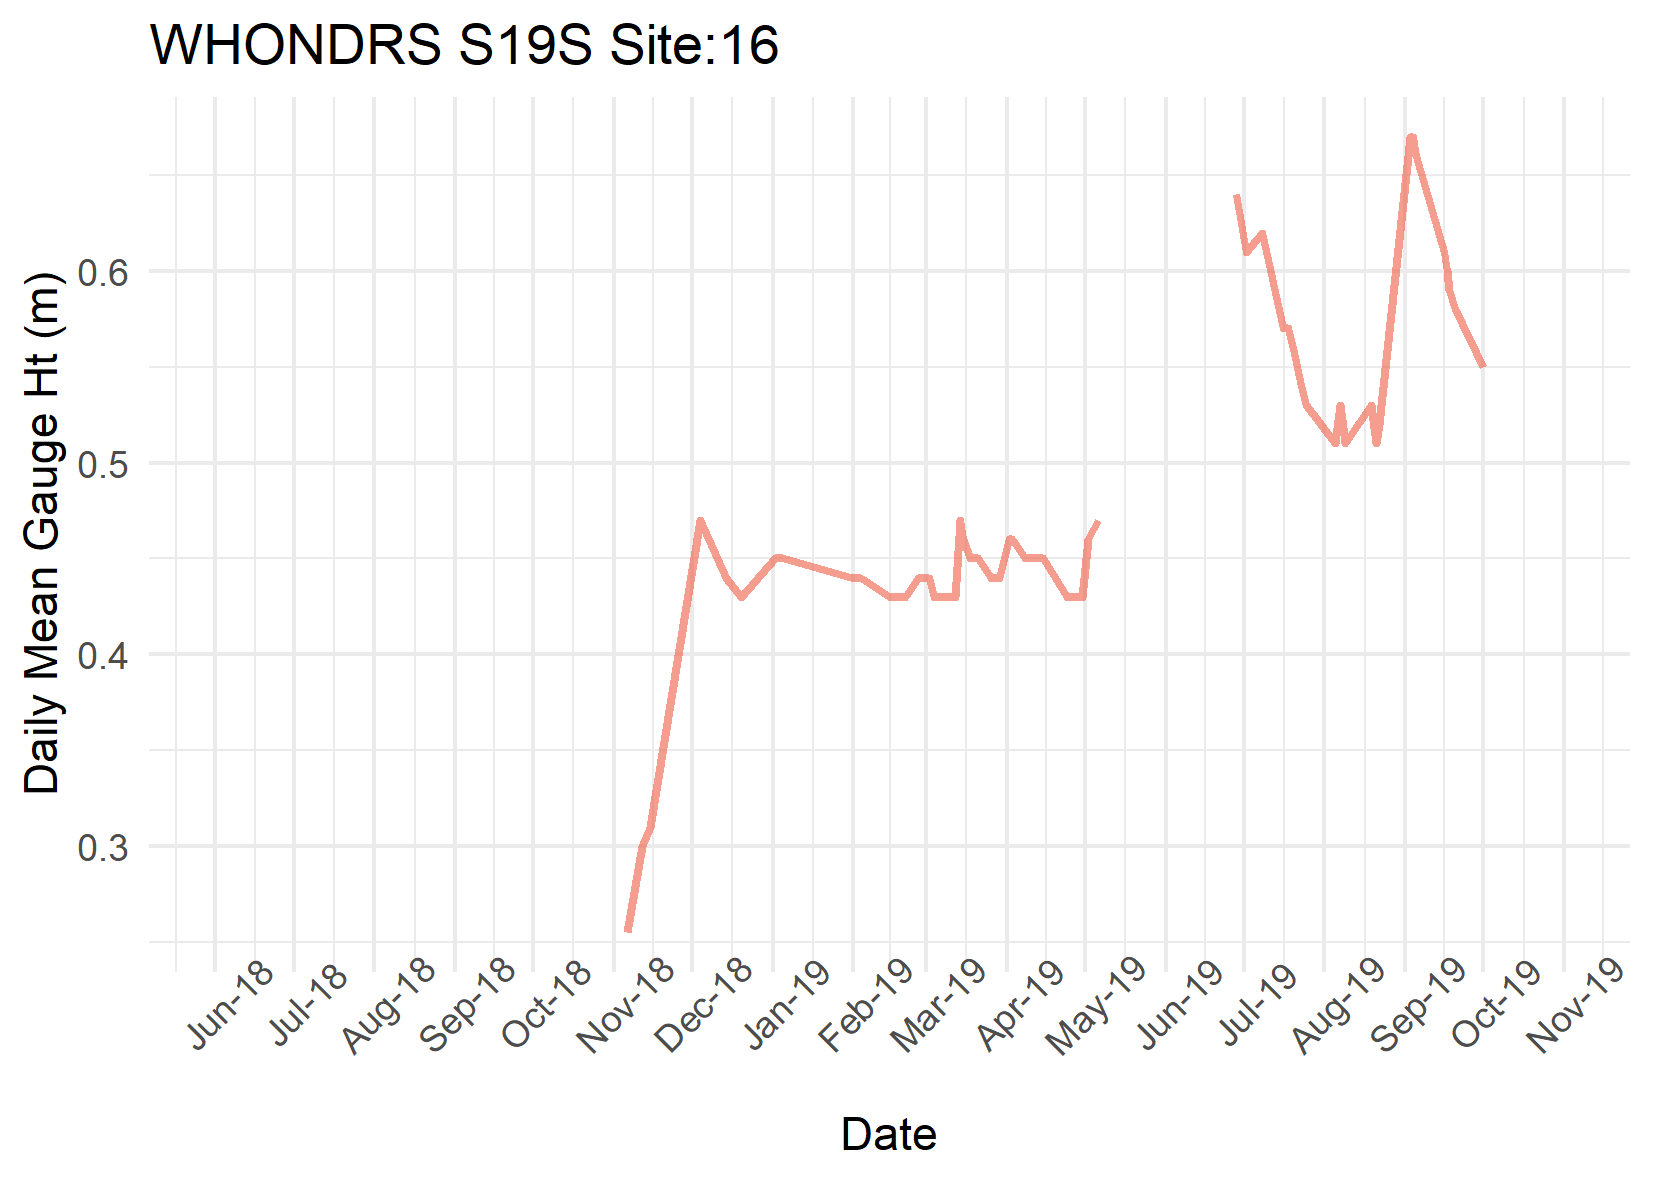 WHONDRS S19S Site:16
Daily Mean Gauge Ht (m)
0.6
0.5
0.4
0.3
Jun-18
Jul-18
Aug-18
Sep-18
Oct-18
Nov-18
Dec-18
Jan-19
Feb-19
Mar-19
Apr-19
May-19
Jun-19
Jul-19
Aug-19
Sep-19
Oct-19
Nov-19
Date